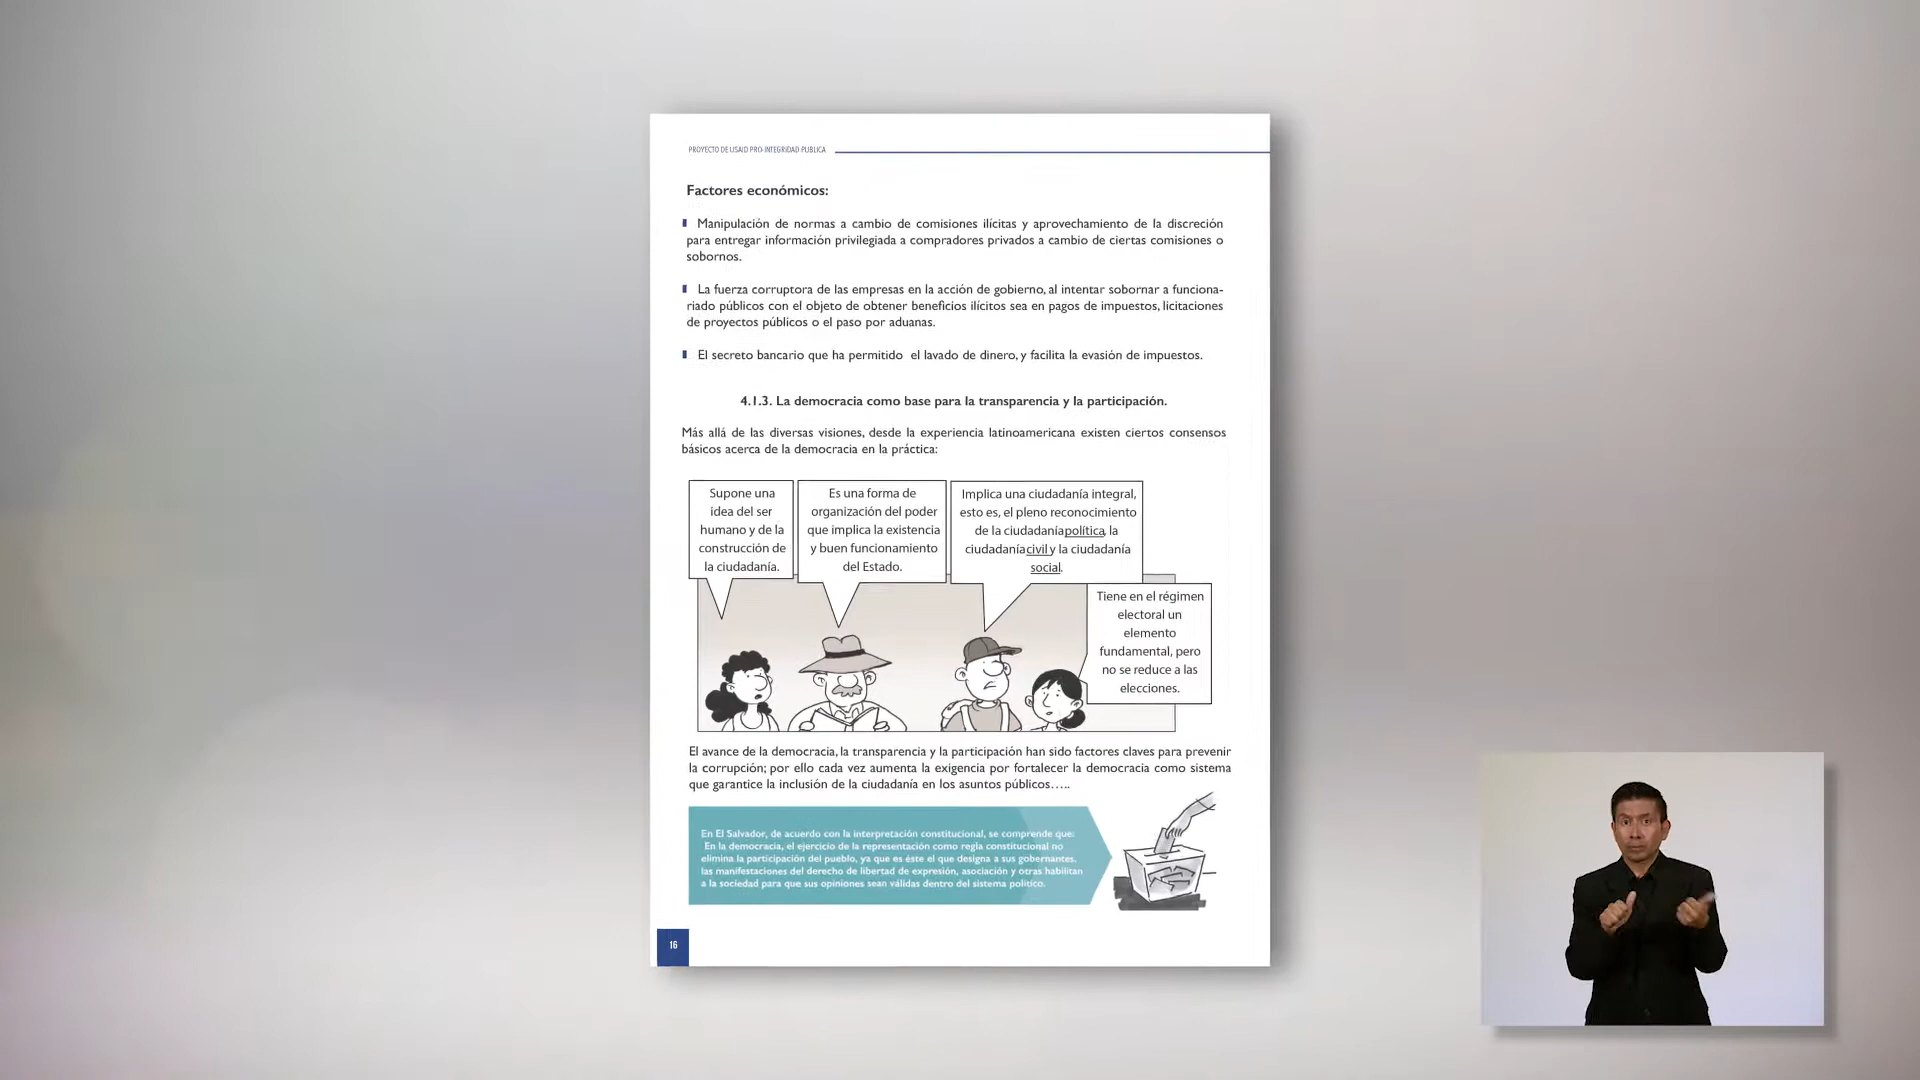 PROYECTO DE USAID PRO-INTEGRIDAD PUBLICA
Factores económicos:
Manipulación de normas a cambio de comisiones ilícitas y aprovechamiento de la discreción
para entregar información privilegiada a compradores privados a cambio de ciertas comisiones o
sobornos.
La fuerza corruptora de las empresas en la acción de gobierno, al intentar sobornar a funciona-
riado públicos con el objeto de obtener beneficios ilícitos sea en pagos de impuestos, licitaciones
de proyectos públicos o el paso por aduanas.
El secreto bancario que ha permitido el lavado de dinero, y facilita la evasión de impuestos.
4.1.3. La democracia como base para la transparencia y la participación.
Más allá de las diversas visiones, desde la experiencia latinoamericana existen ciertos consensos
básicos acerca de la democracia en la práctica:
Supone una
idea del ser
humano y de la
construcción de
la ciudadanía.
Es una forma de
organización del poder
que implica la existencia
y buen funcionamiento
del Estado.
Implica una ciudadanía integral,
esto es, el pleno reconocimiento
de la ciudadanía política, la
ciudadanía civil y la ciudadanía
social.
Tiene en el régimen
electoral un
elemento
fundamental, pero
no se reduce a las
elecciones.
El avance de la democracia, la transparencia y la participación han sido factores claves para prevenir
la corrupción; por ello cada vez aumenta la exigencia por fortalecer la democracia como sistema
que garantice la inclusión de la ciudadanía en los asuntos públicos…..
En El Salvador, de acuerdo con la interpretación constitucional, se comprende que:
En la democracia, el ejercicio de la representación como regla constitucional no
elimina la participación del pueblo, ya que es éste el que designa a sus gobernantes.
las manifestaciones del derecho de libertad de expresión, asociación y otras habilitan
a la sociedad para que sus opiniones sean válidas dentro del sistema político.
16